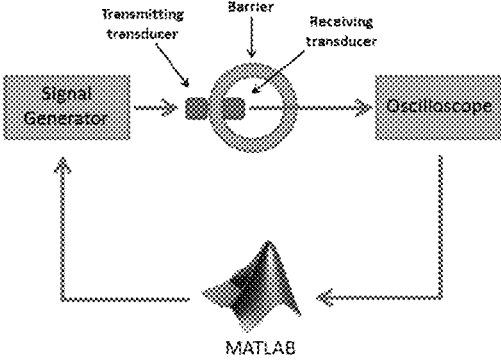 Barrier
Transmitting
transducer
Receiving
transducer
Signal
Generator
Oscilloscope
MATLAB